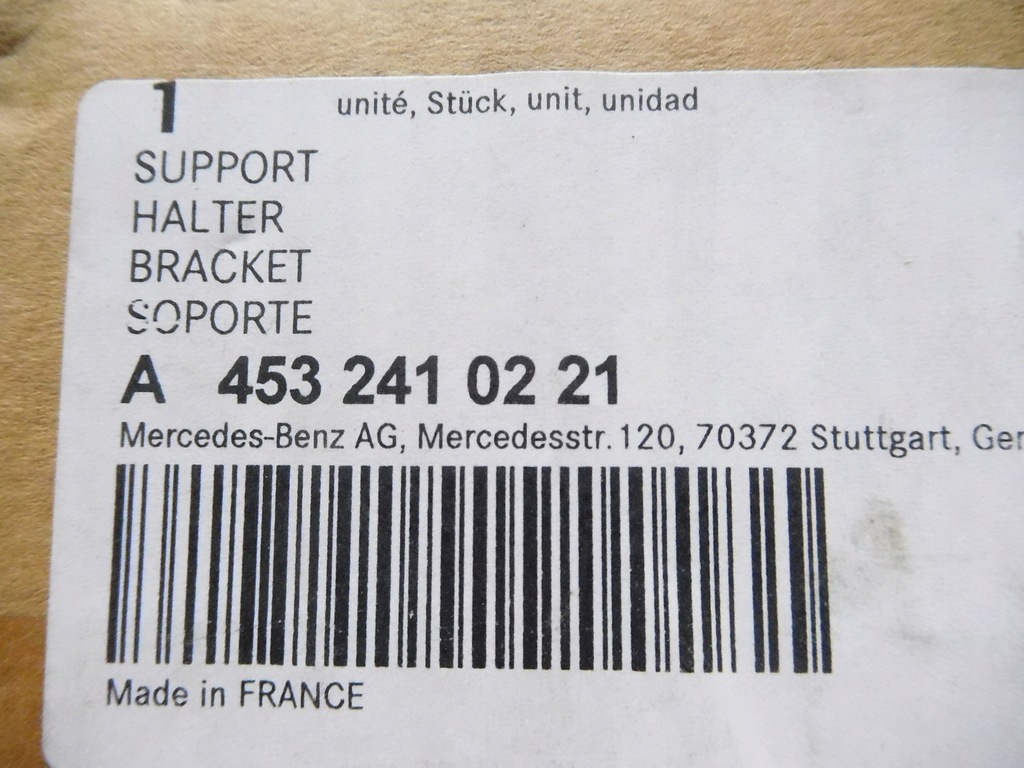 1 unité, Stück, unit, unidad
SUPPORT
HALTER
BRACKET
SOPORTE
A 453 241 02 21
Mercedes-Benz AG, Mercedesstr. 120, 70372 Stuttgart, Ger
Made in FRANCE